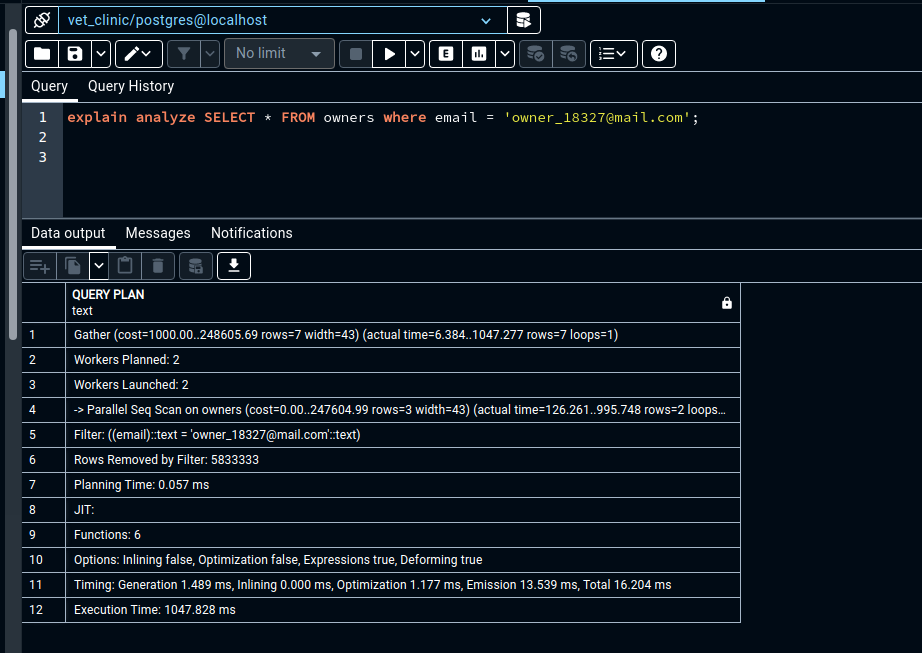 vet_clinic/postgres@localhost
No limit
E
Query Query History
1 explain analyze SELECT * FROM owners where email = 'owner_18327@mail.com';
2
3
Data output Messages Notifications
QUERY PLAN
text
1 Gather (cost=1000.00..248605.69 rows=7 width=43) (actual time=6.384..1047.277 rows=7 loops=1)
2 Workers Planned: 2
3 Workers Launched: 2
4 -> Parallel Seq Scan on owners (cost=0.00..247604.99 rows=3 width=43) (actual time=126.261..995.748 rows=2 loops...
5 Filter: ((email)::text = 'owner_18327@mail.com'::text)
6 Rows Removed by Filter: 5833333
7 Planning Time: 0.057 ms
8 JIT:
9 Functions: 6
10 Options: Inlining false, Optimization false, Expressions true, Deforming true
11 Timing: Generation 1.489 ms, Inlining 0.000 ms, Optimization 1.177 ms, Emission 13.539 ms, Total 16.204 ms
12 Execution Time: 1047.828 ms